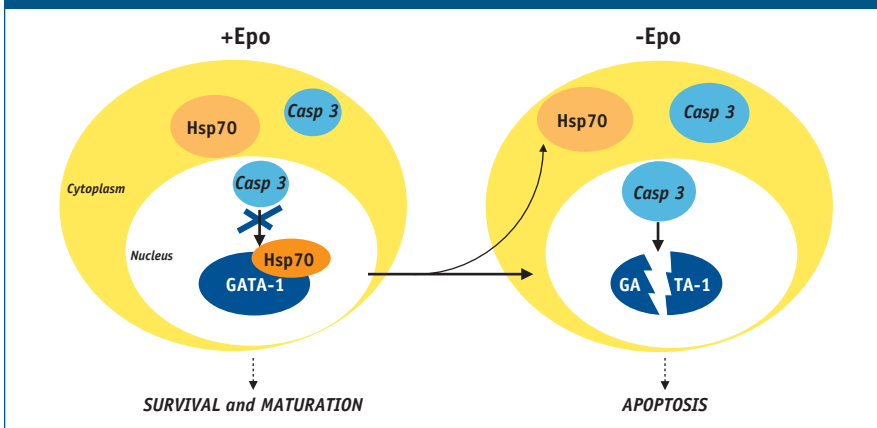 +Epo
-Epo
Hsp70
Casp 3
Hsp70
Casp 3
Cytoplasm
Casp 3
Casp 3
Nucleus
Hsp70
GATA-1
GA TA-1
SURVIVAL and MATURATION
APOPTOSIS